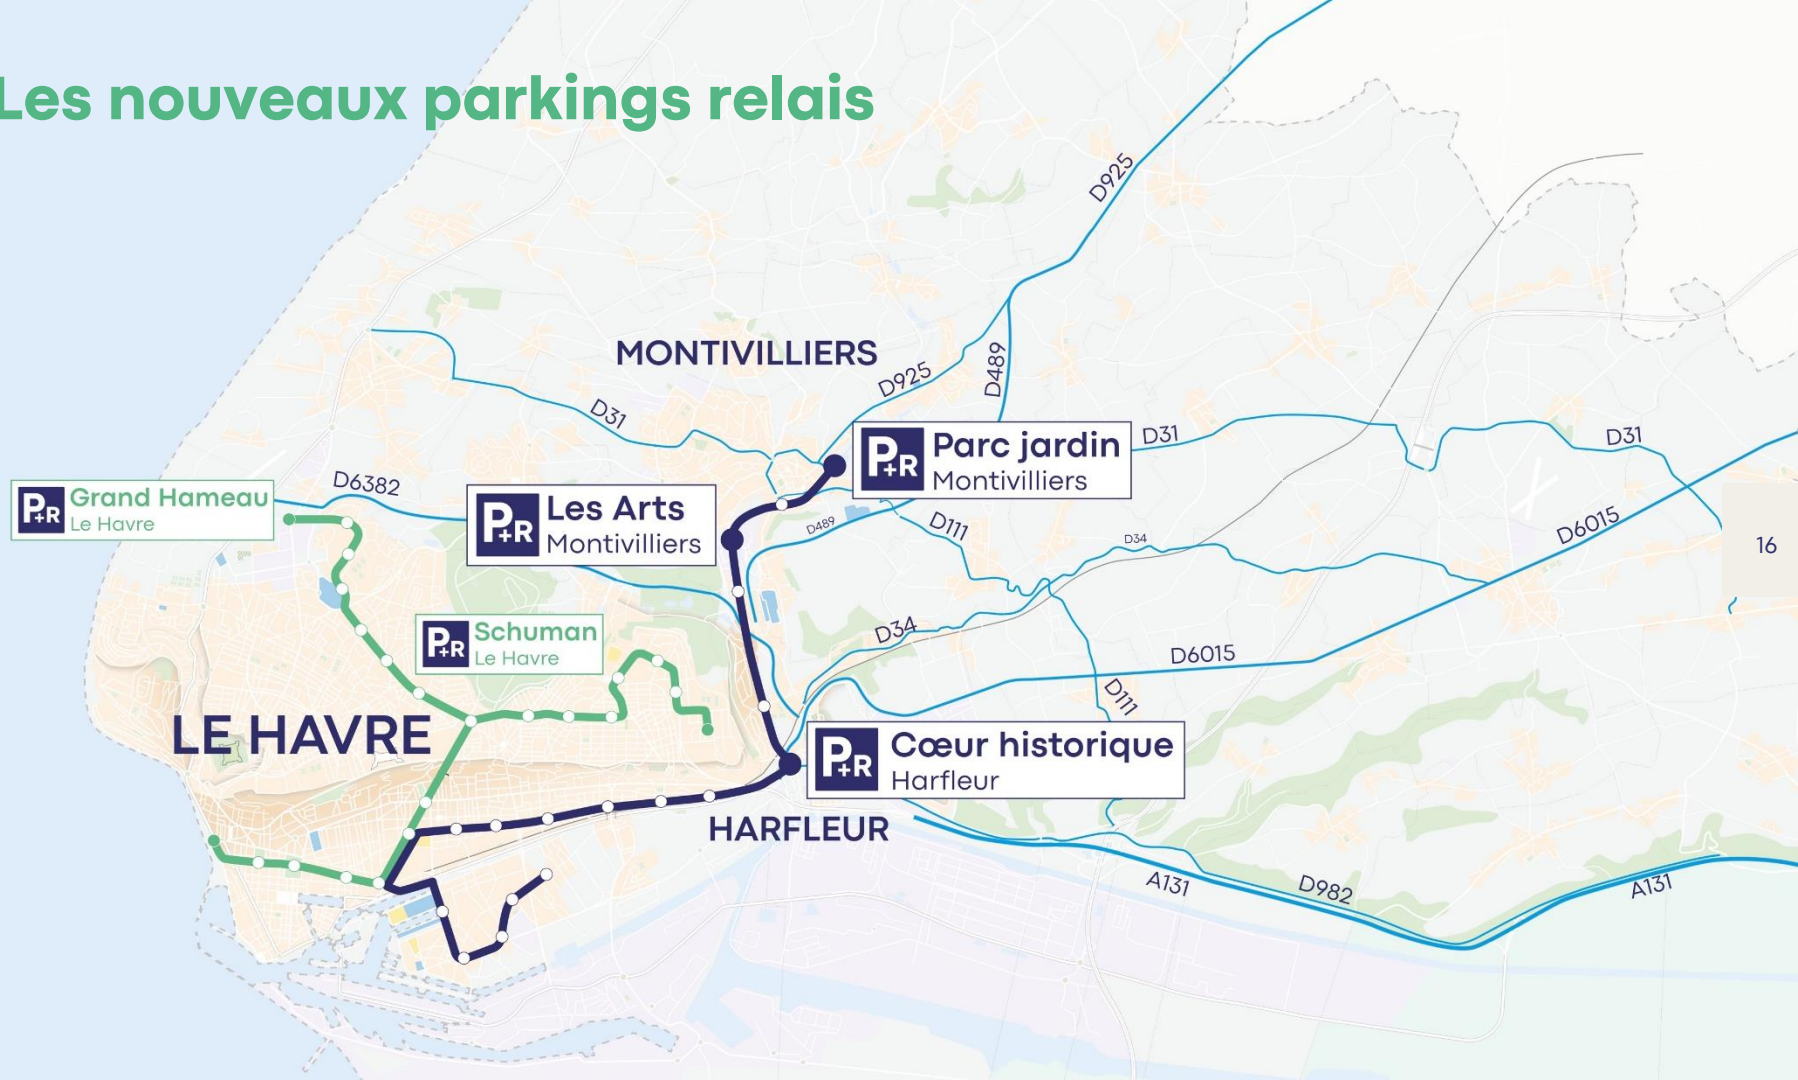 Les nouveaux parkings relais
D925
MONTIVILLIERS
D925
D489
D31
P+R Parc jardin
Montivilliers
D31
D31
D6382
P+R Grand Hameau
Le Havre
P+R Les Arts
Montivilliers
D489
D111
D34
D6015
16
P+R Schuman
Le Havre
D34
D6015
D111
LE HAVRE
P+R Cœur historique
Harfleur
HARFLEUR
A131
D982
A131